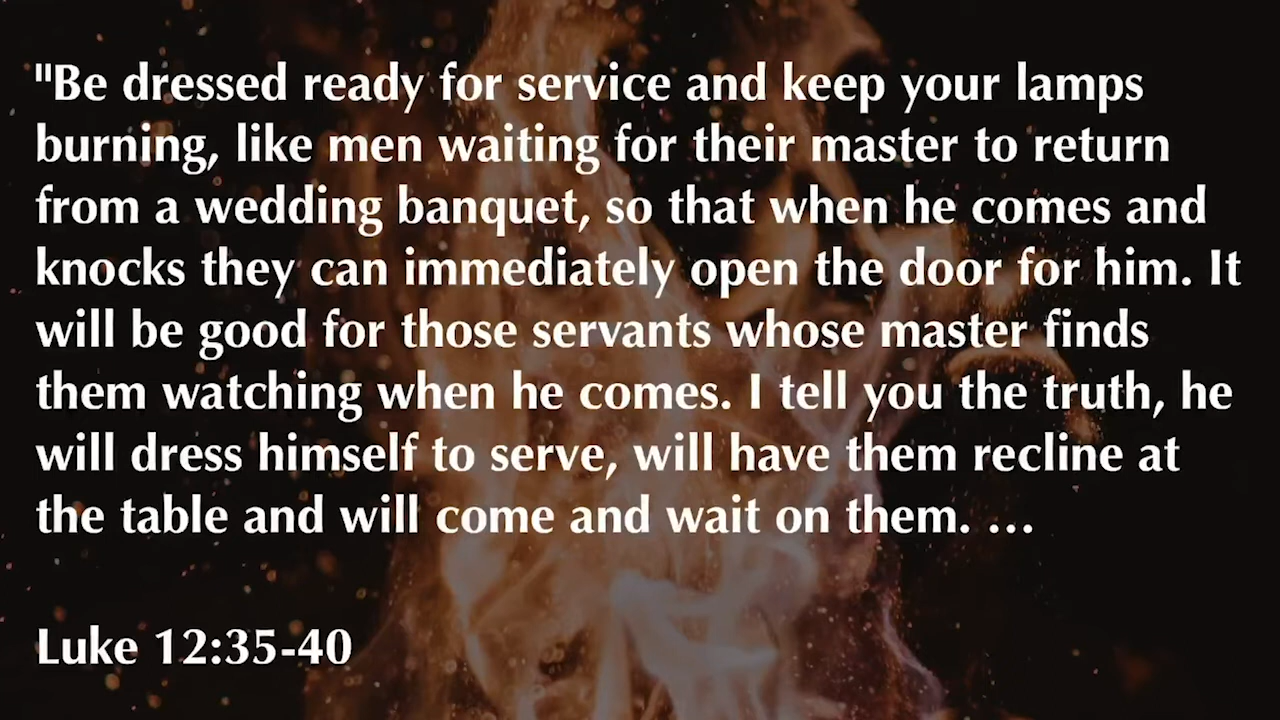 "Be dressed ready for service and keep your lamps
burning, like men waiting for their master to return
from a wedding banquet, so that when he comes and
knocks they can immediately open the door for him. It
will be good for those servants whose master finds
them watching when he comes. I tell you the truth, he
will dress himself to serve, will have them recline at
the table and will come and wait on them. ...
Luke 12:35-40